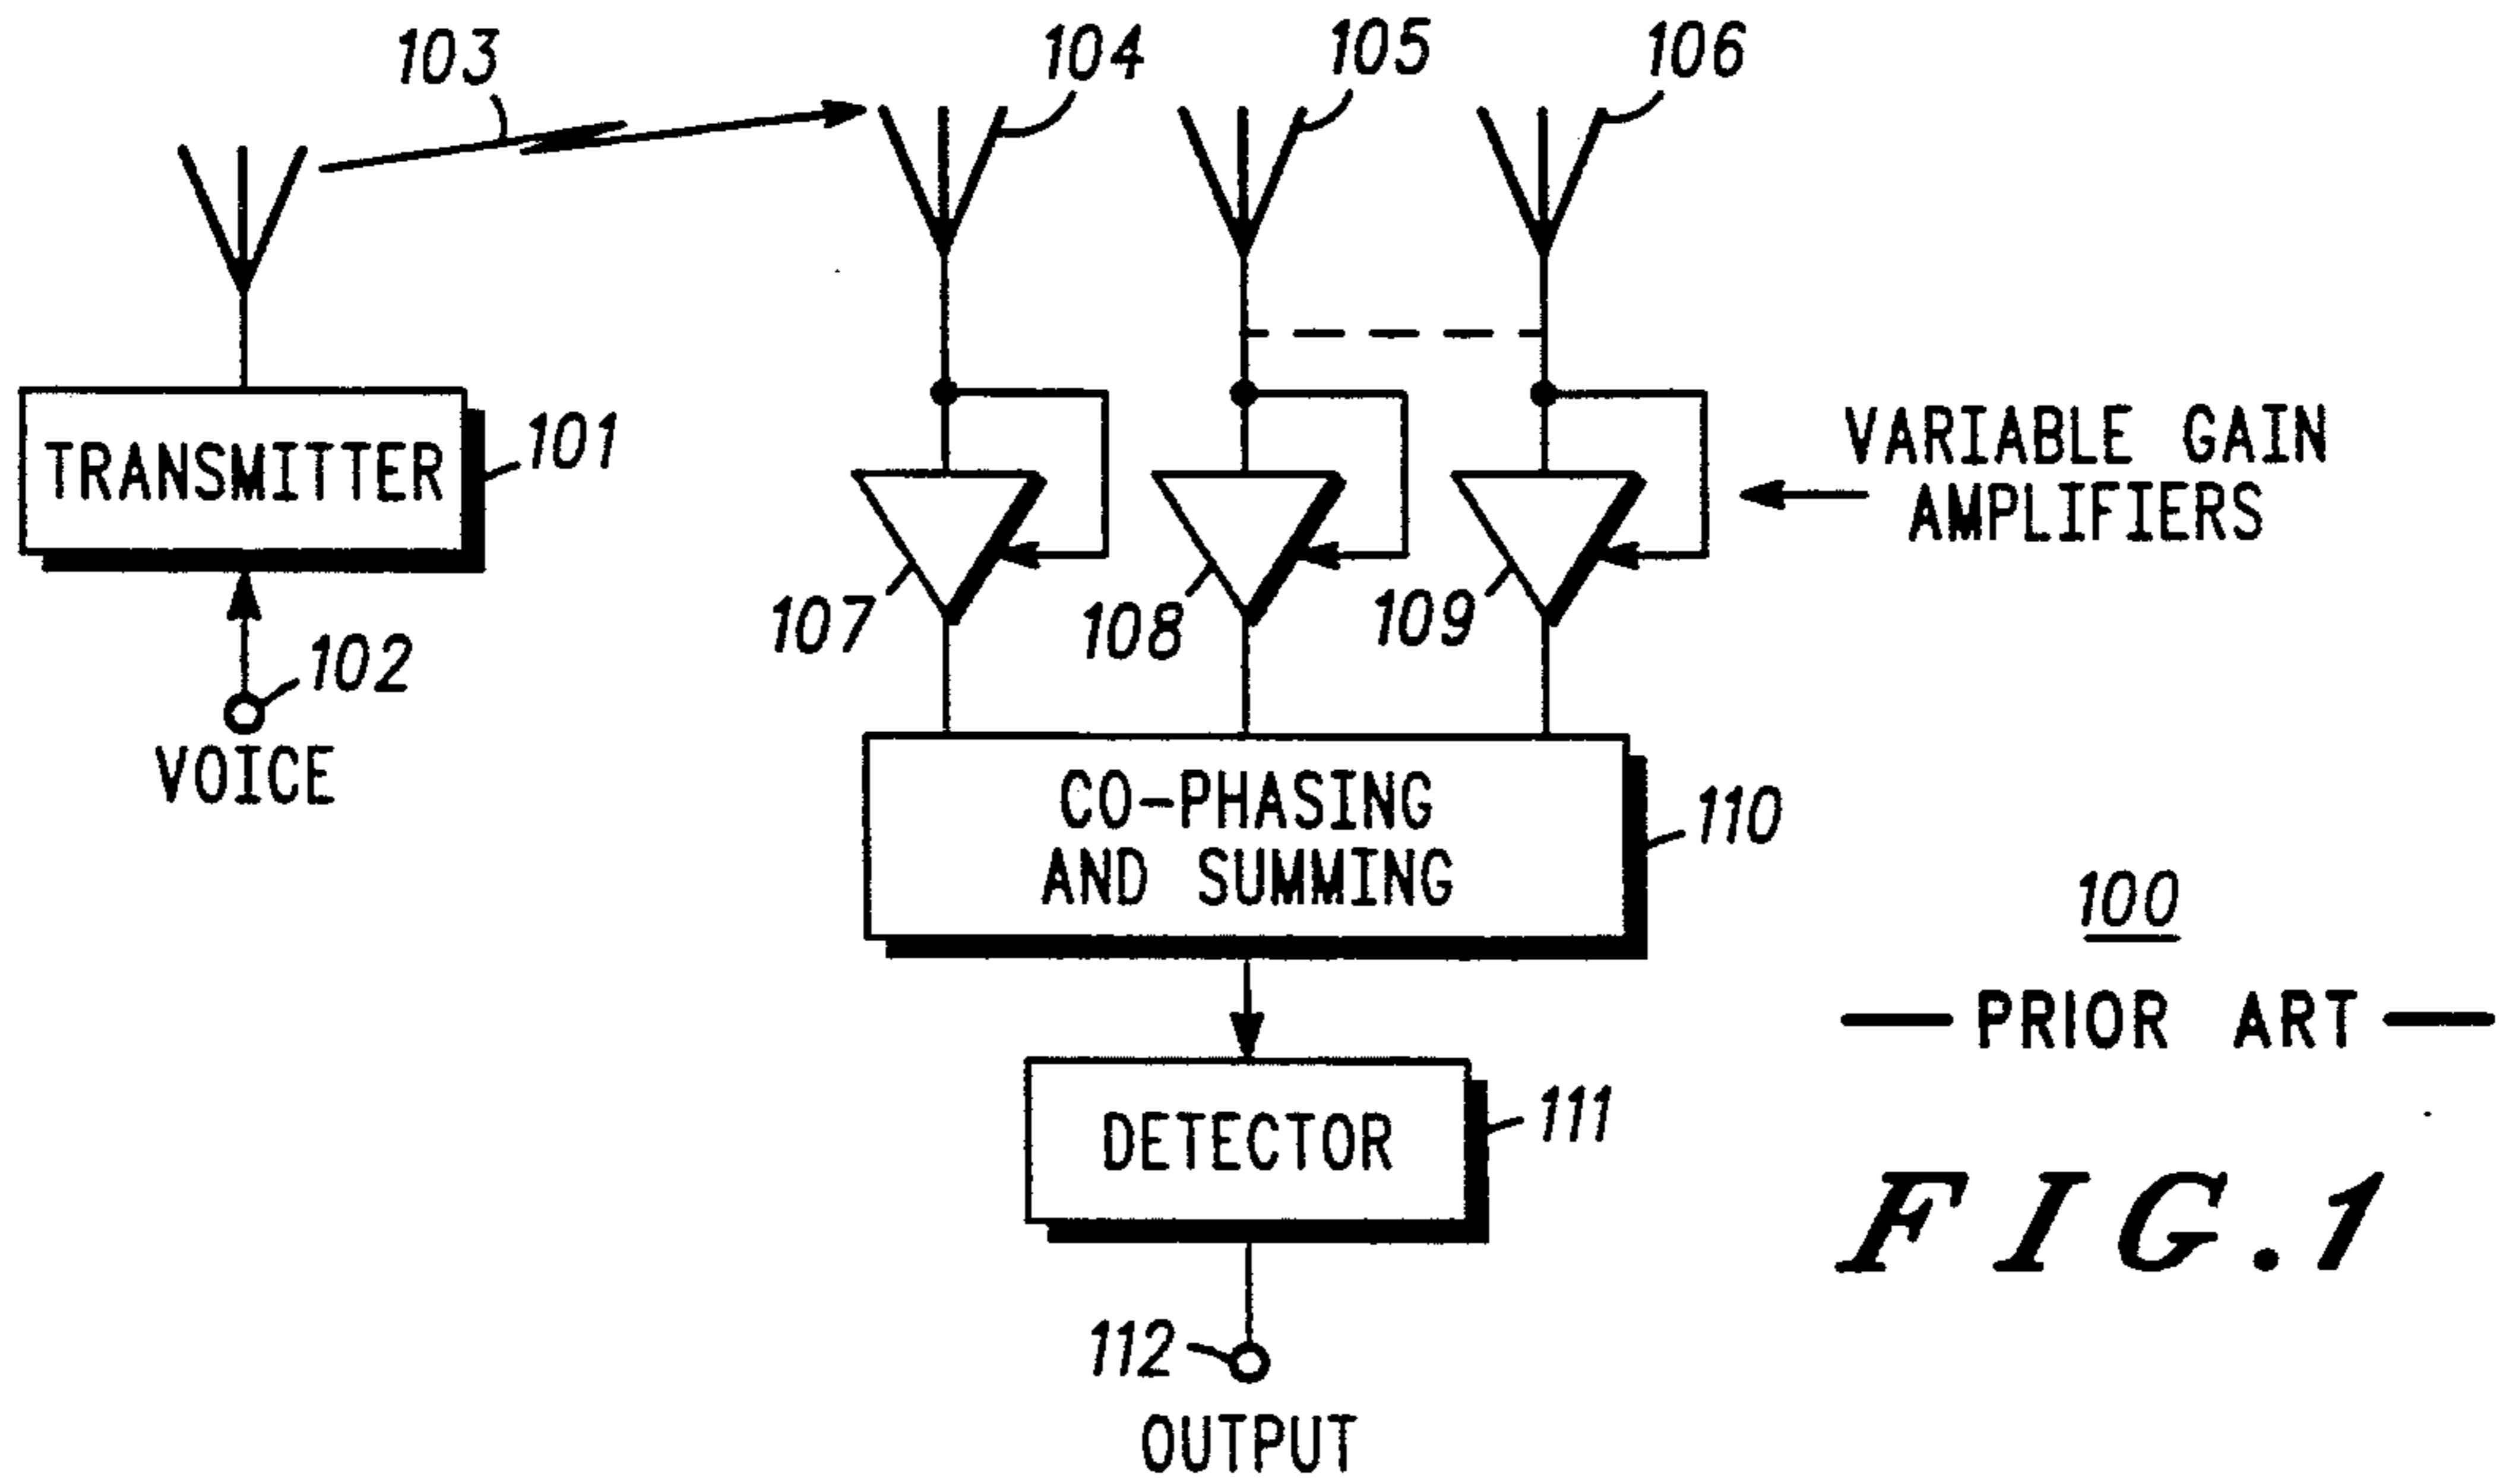 103
104
105
106
TRANSMITTER
101
VARIABLE GAIN
AMPLIFIERS
107
108
109
102
VOICE
CO-PHASING
AND SUMMING
110
100
— PRIOR ART —
DETECTOR
111
FIG.1
112
OUTPUT